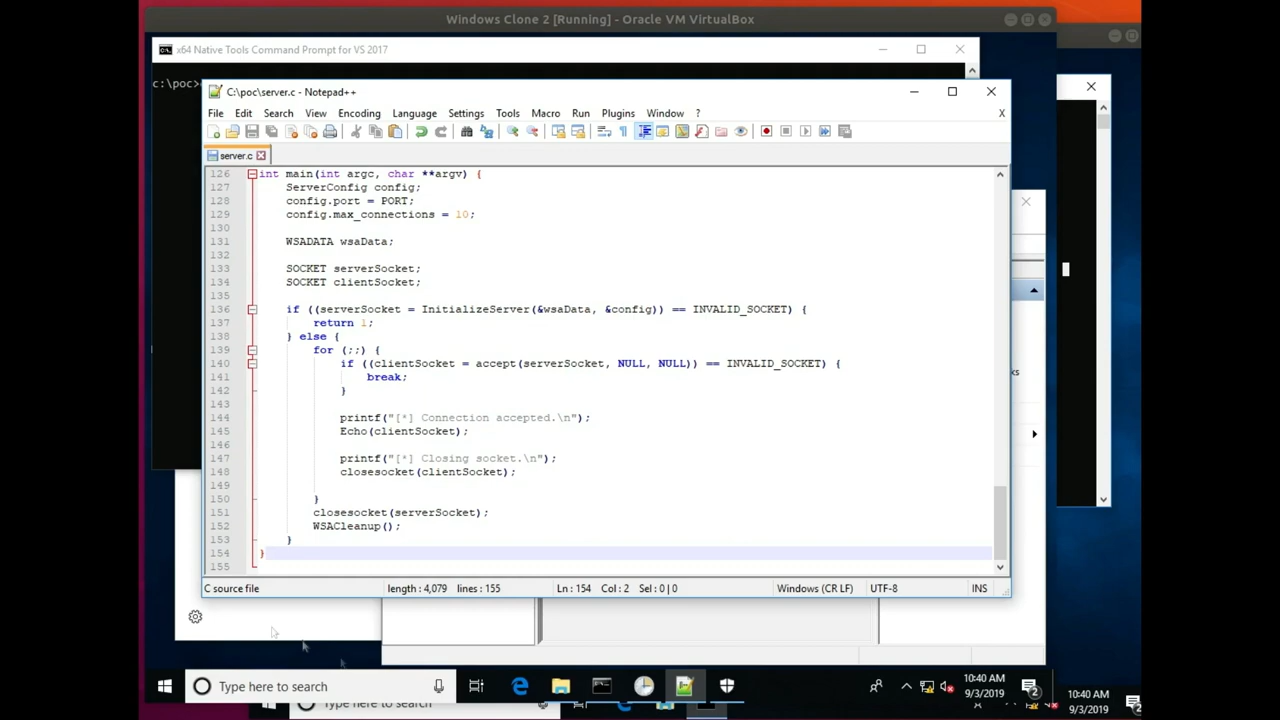 Windows Clone 2 [Running] - Oracle VM VirtualBox
x64 Native Tools Command Prompt for VS 2017
c:\poc>
C:\poc\server.c - Notepad++
File Edit Search View Encoding Language Settings Tools Macro Run Plugins Window ? X
server.c
126 int main(int argc, char **argv) {
127 ServerConfig config;
128 config.port = PORT;
129 config.max_connections = 10;
130
131 WSADATA wsaData;
132
133 SOCKET serverSocket;
134 SOCKET clientSocket;
135
136 if ((serverSocket = InitializeServer(&wsaData, &config)) == INVALID_SOCKET) {
137 return 1;
138 } else {
139 for (;;) {
140 if ((clientSocket = accept(serverSocket, NULL, NULL)) == INVALID_SOCKET) {
141 break;
142 }
143
144 printf("[*] Connection accepted.\n");
145 Echo(clientSocket);
146
147 printf("[*] Closing socket.\n");
148 closesocket(clientSocket);
149
150 }
151 closesocket(serverSocket);
152 WSACleanup();
153 }
154 }
155
ks
C source file length : 4,079 lines : 155 Ln : 154 Col : 2 Sel : 0 | 0 Windows (CR LF) UTF-8 INS
Type here to search
10:40 AM
9/3/2019
2
Type here to search
10:40 AM
9/3/2019